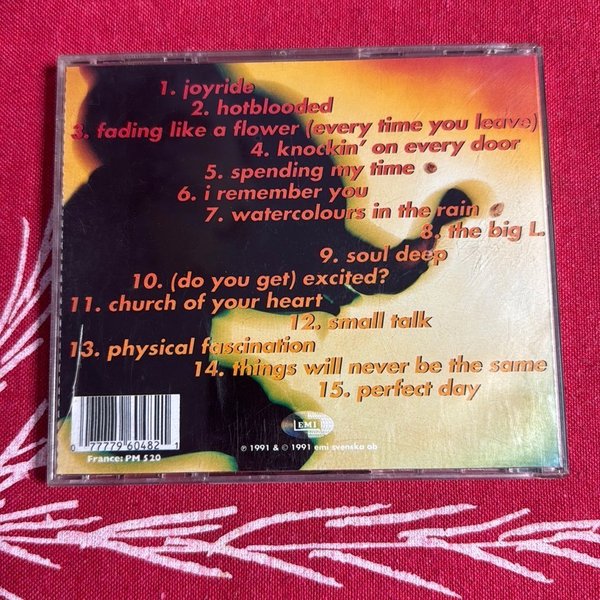 1. joyride
2. hotblooded
3. fading like a flower (every time you leave)
4. knockin' on every door
5. spending my time
6. i remember you
7. watercolours in the rain
8. the big L.
9. soul deep
10. (do you get) excited?
11. church of your heart
12. small talk
13. physical fascination
14. things will never be the same
15. perfect day
0 77779 60482 1
France: PM 520
EMI
℗ 1991 & © 1991 emi svenska ab